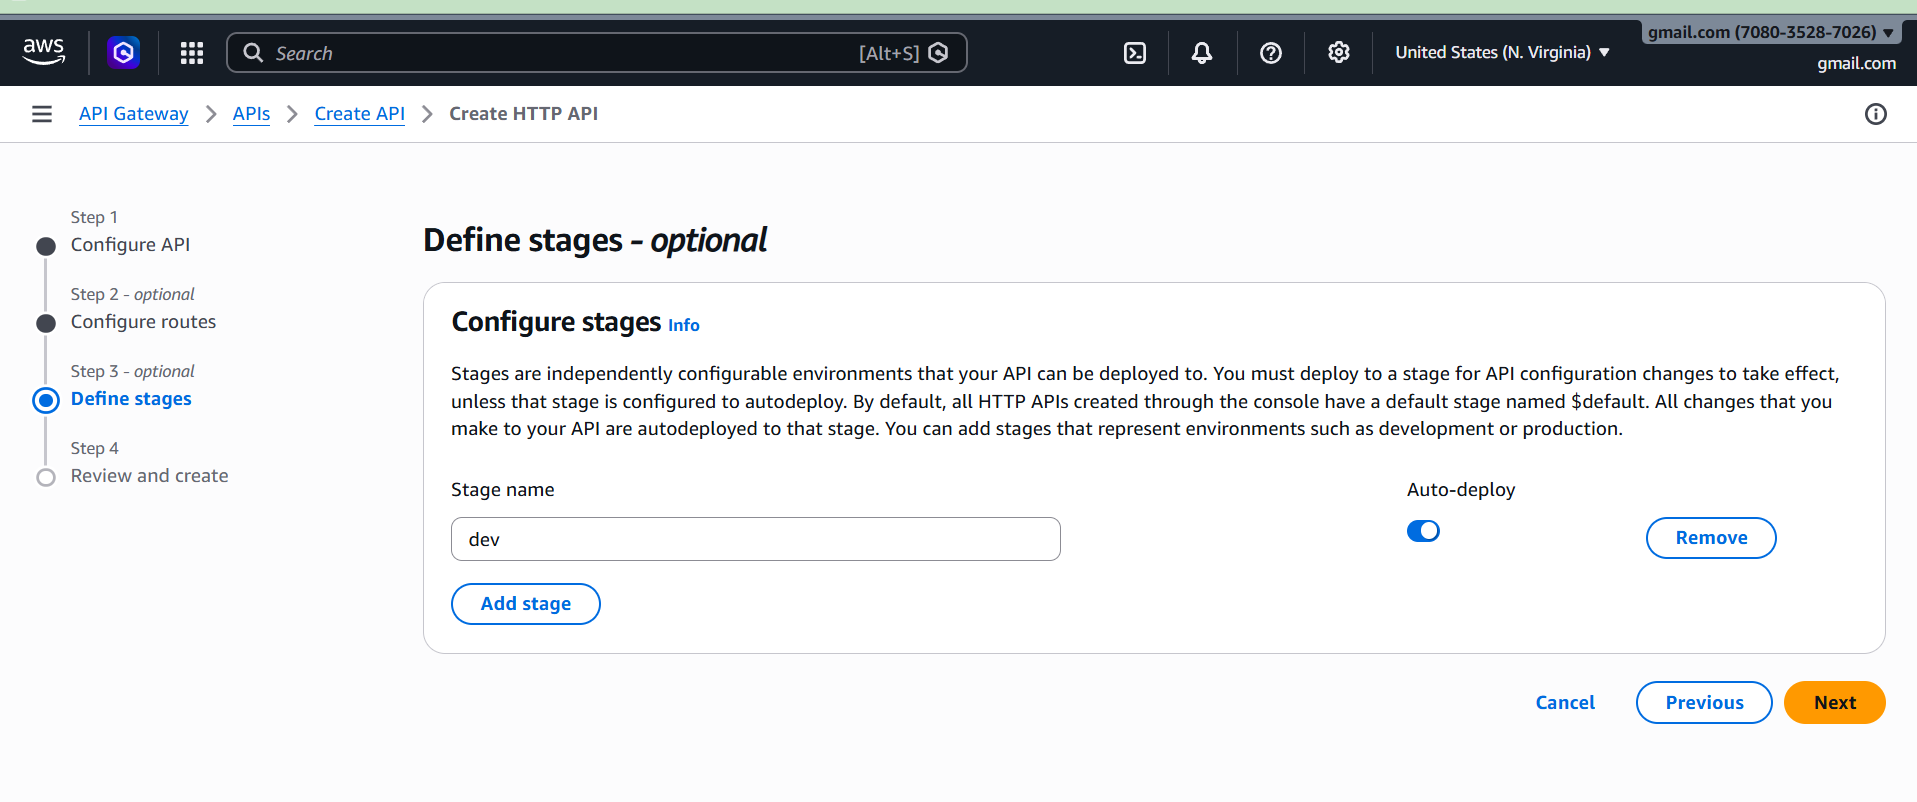 aws
Search [Alt+S]
United States (N. Virginia)
gmail.com (7080-3528-7026)
gmail.com
API Gateway
APIs
Create API
Create HTTP API
Step 1
Configure API
Step 2 - optional
Configure routes
Step 3 - optional
Define stages
Step 4
Review and create
Define stages - optional
Configure stages Info
Stages are independently configurable environments that your API can be deployed to. You must deploy to a stage for API configuration changes to take effect,
unless that stage is configured to autodeploy. By default, all HTTP APIs created through the console have a default stage named $default. All changes that you
make to your API are autodeployed to that stage. You can add stages that represent environments such as development or production.
Stage name
Auto-deploy
dev
Remove
Add stage
Cancel
Previous
Next